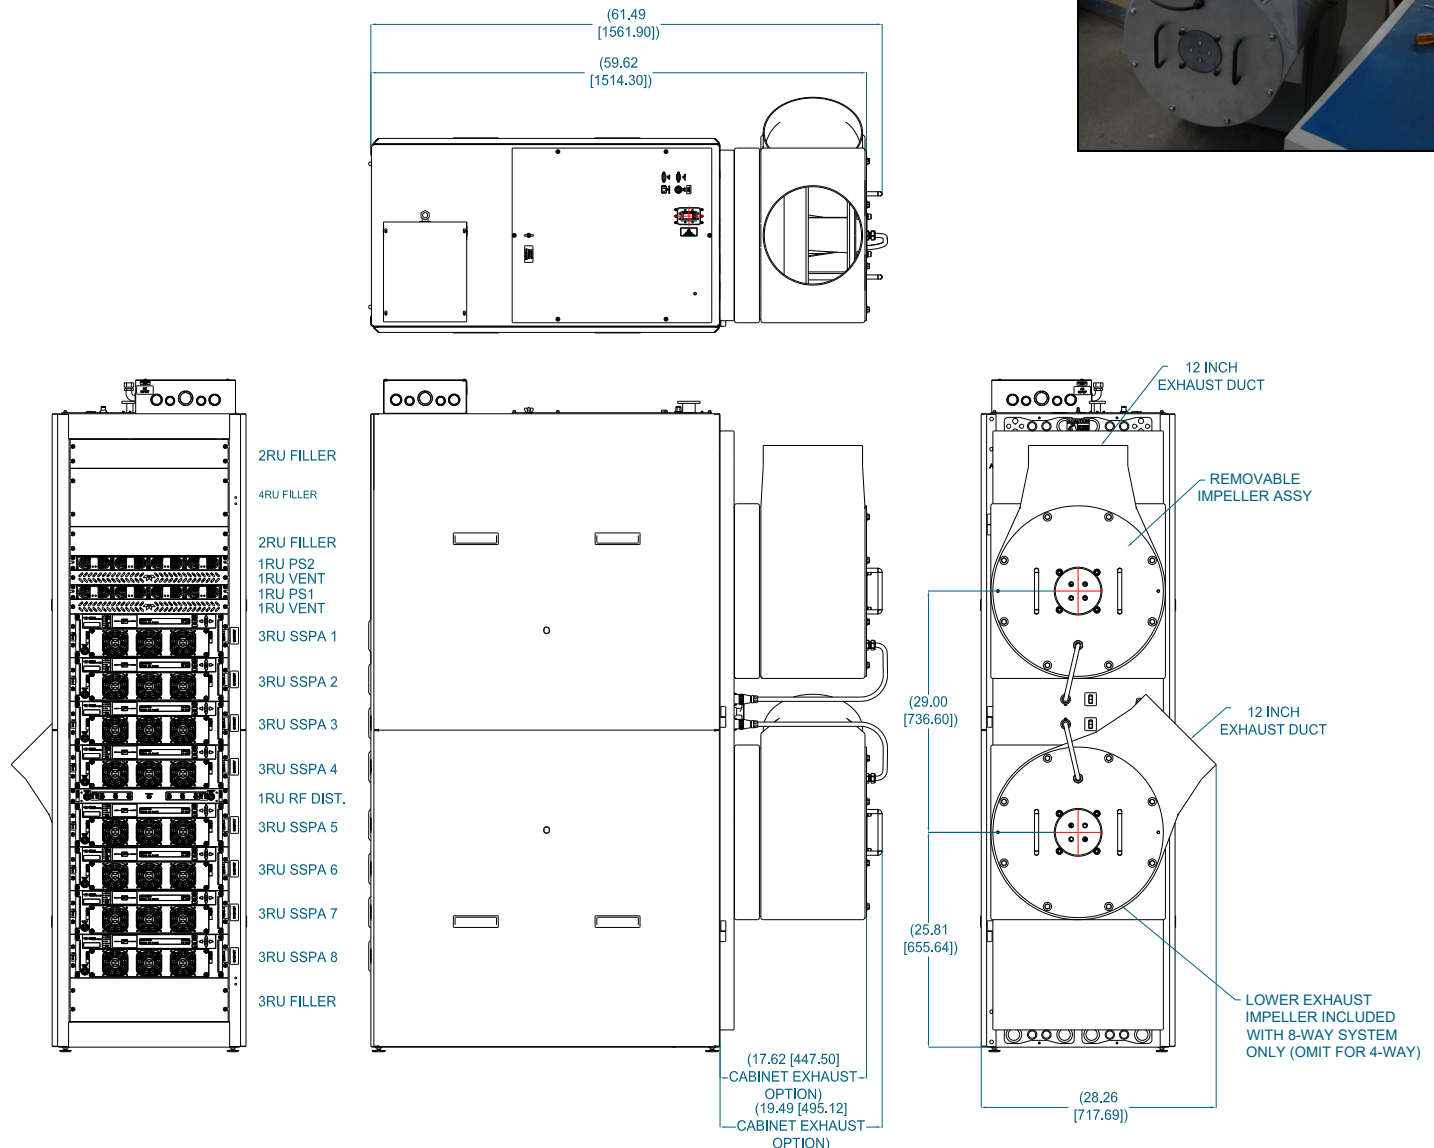 (61.49
[1561.90])
(59.62
[1514.30])
12 INCH
EXHAUST DUCT
REMOVABLE
IMPELLER ASSY
2RU FILLER
4RU FILLER
2RU FILLER
1RU PS2
1RU VENT
1RU PS1
1RU VENT
3RU SSPA 1
3RU SSPA 2
3RU SSPA 3
3RU SSPA 4
1RU RF DIST.
3RU SSPA 5
3RU SSPA 6
3RU SSPA 7
3RU SSPA 8
3RU FILLER
(29.00
[736.60])
12 INCH
EXHAUST DUCT
(25.81
[655.64])
LOWER EXHAUST
IMPELLER INCLUDED
WITH 8-WAY SYSTEM
ONLY (OMIT FOR 4-WAY)
(17.62 [447.50]
CABINET EXHAUST
OPTION)
(19.49 [495.12]
CABINET EXHAUST
OPTION)
(28.26
[717.69])